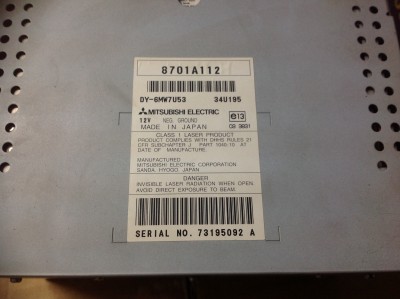 8701A112
DY-6MW7U53 34U195
MITSUBISHI ELECTRIC
12V NEG. GROUND
MADE IN JAPAN
e13
CLASS 1 LASER PRODUCT
PRODUCT COMPLIES WITH DHHS RULES 21
CFR SUBCHAPTER J PART 1040.10 AT
DATE OF MANUFACTURE.
MANUFACTURED
MITSUBISHI ELECTRIC CORPORATION
SANDA HYOGO JAPAN
DANGER
INVISIBLE LASER RADIATION WHEN OPEN.
AVOID DIRECT EXPOSURE TO BEAM.
SERIAL NO. 73195092 A